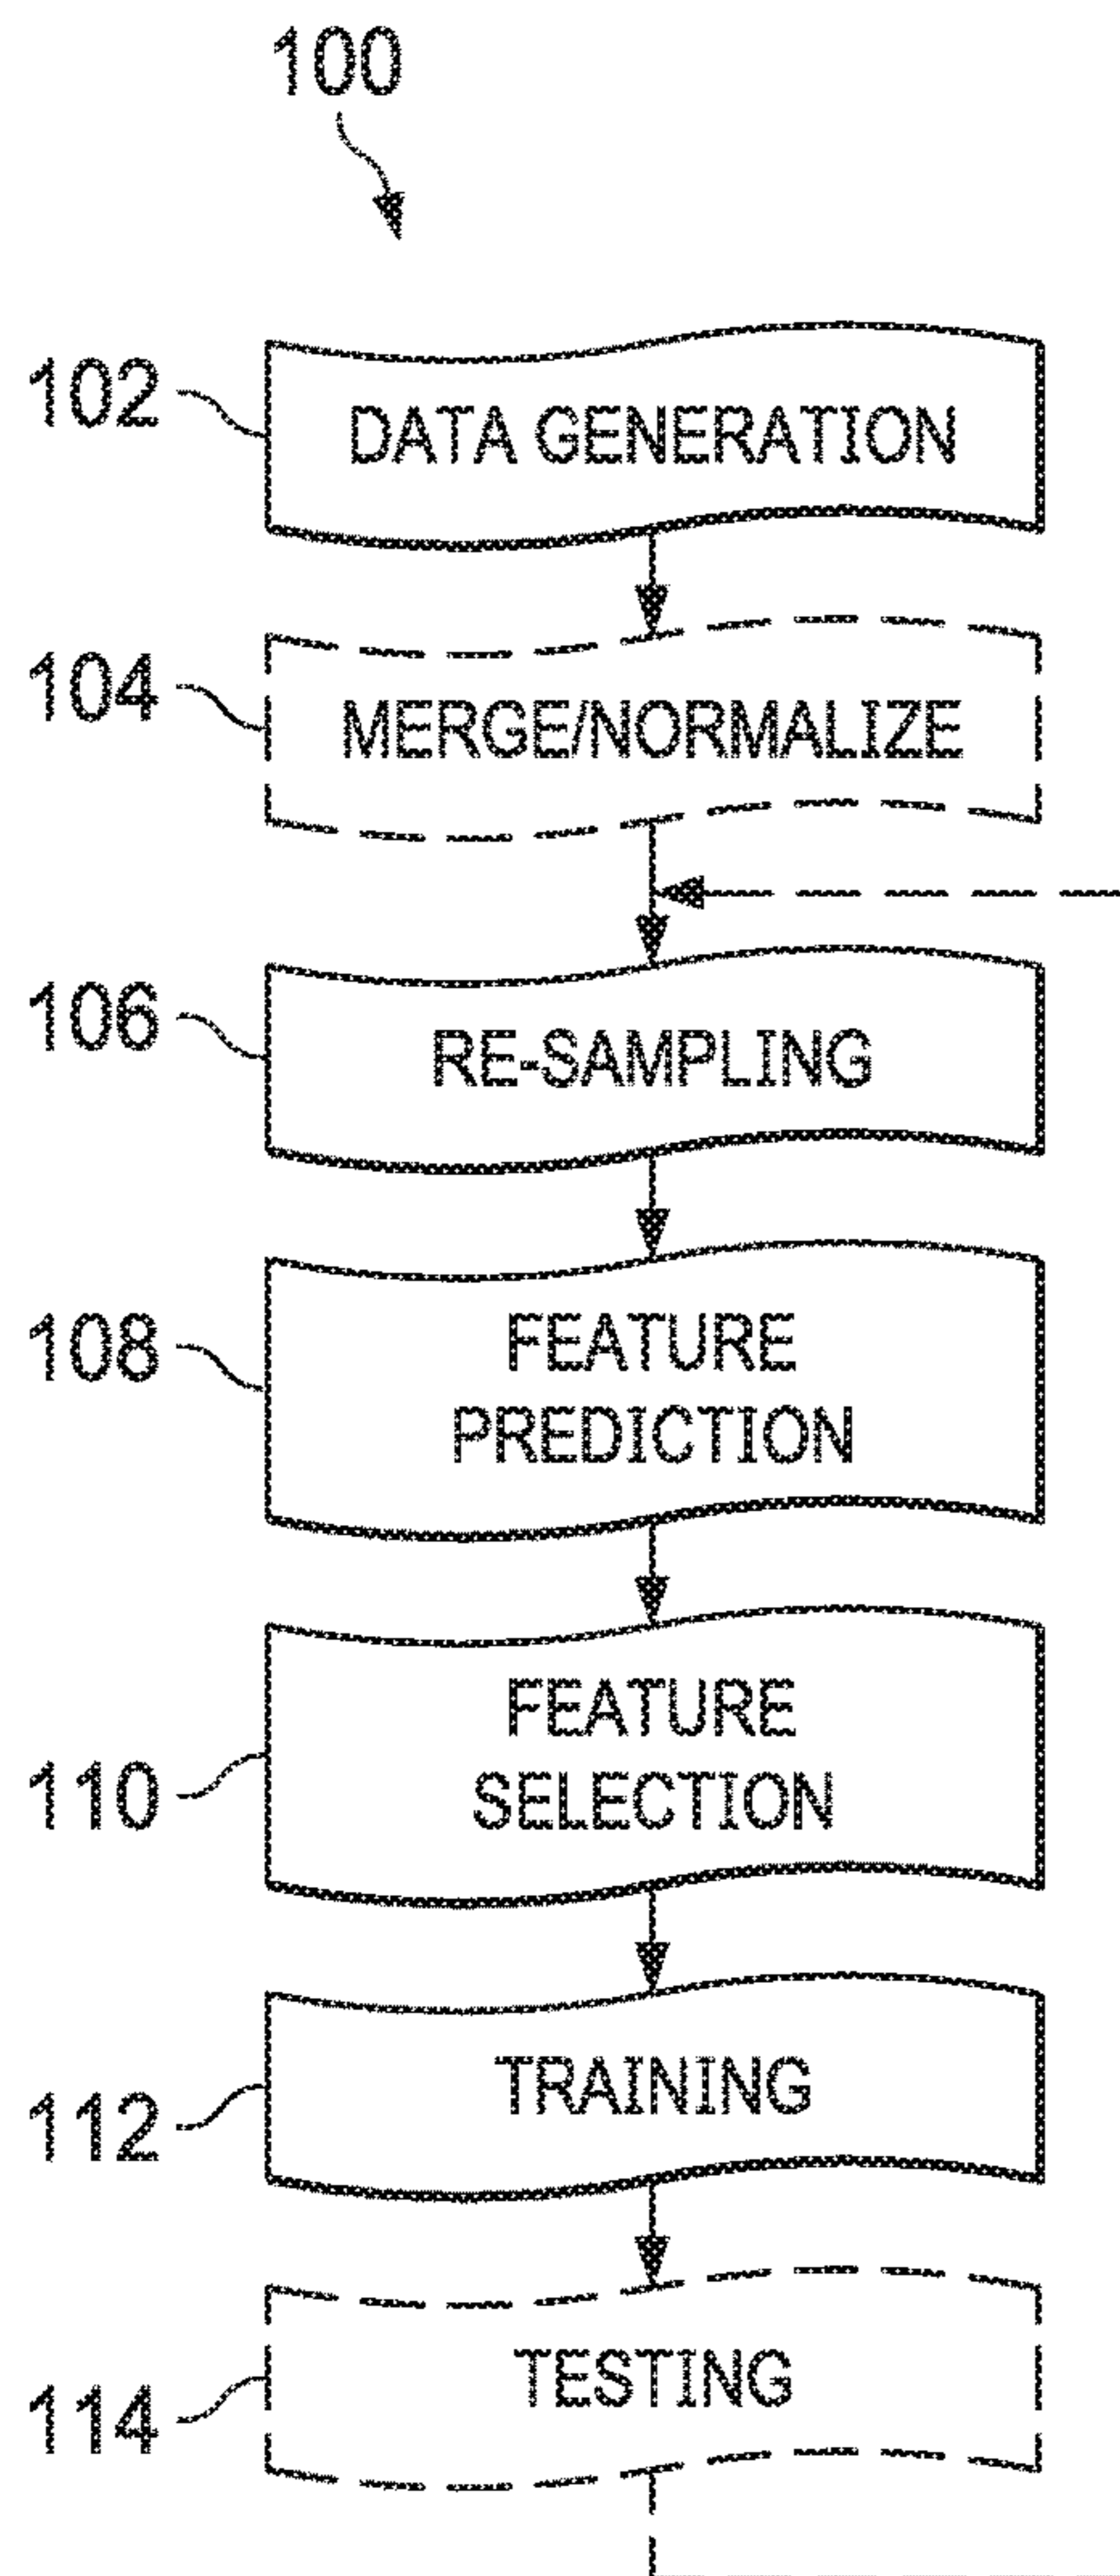 100
102
DATA GENERATION
104
MERGE/NORMALIZE
106
RE-SAMPLING
108
FEATURE
PREDICTION
110
FEATURE
SELECTION
112
TRAINING
114
TESTING